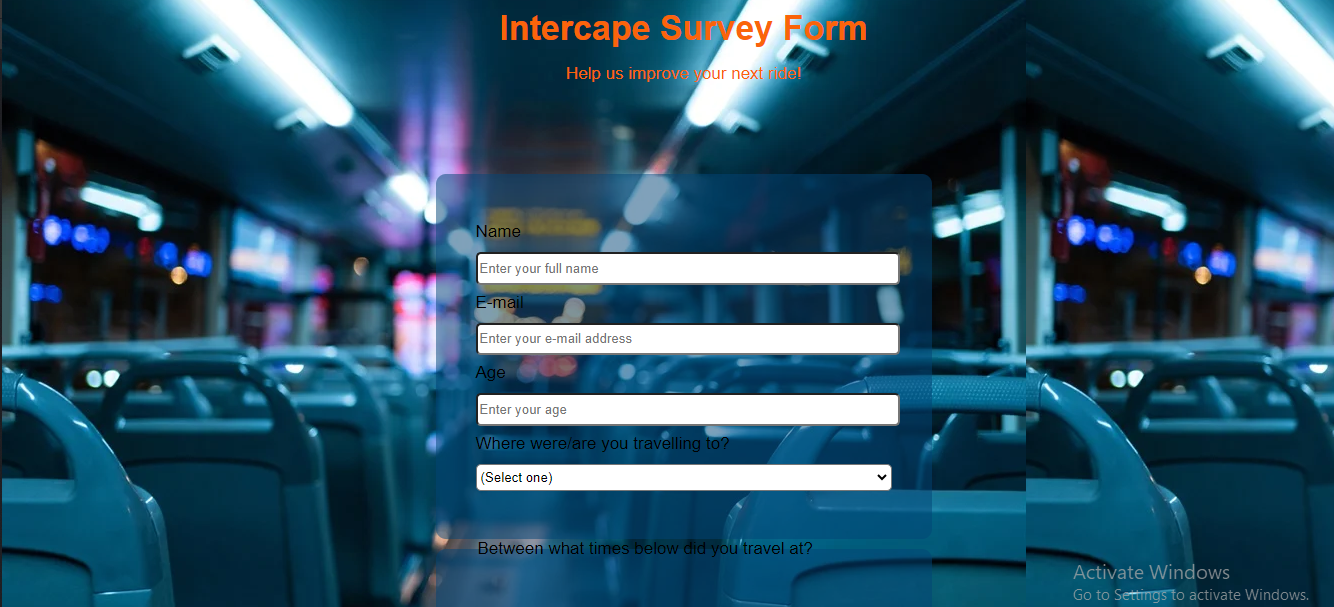 Intercape Survey Form
Help us improve your next ride!
Name
Enter your full name
E-mail
Enter your e-mail address
Age
Enter your age
Where were/are you travelling to?
(Select one)
Between what times below did you travel at?
Activate Windows
Go to Settings to activate Windows.